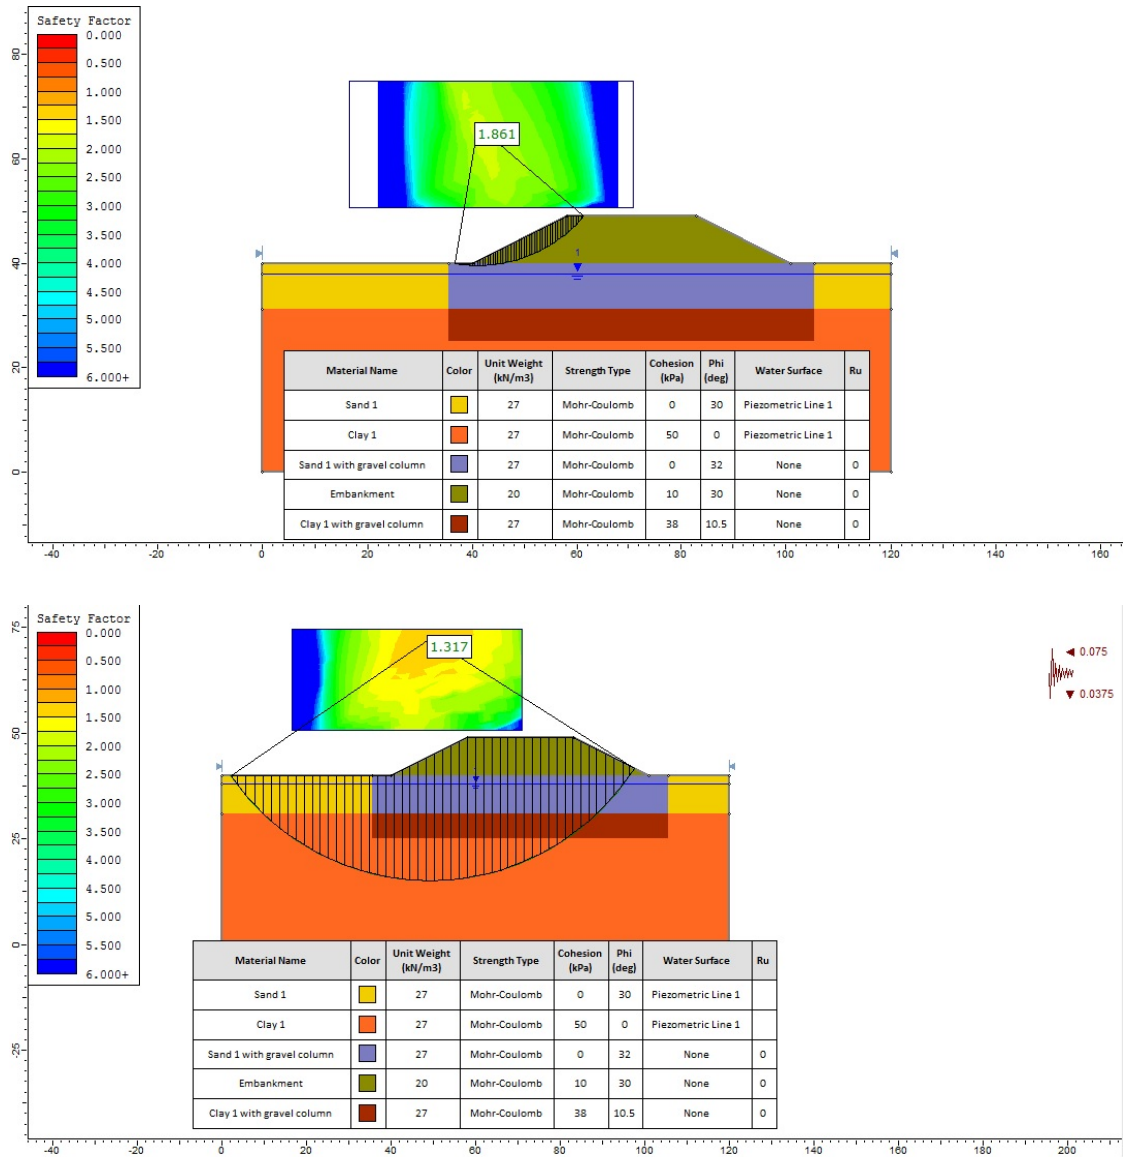 Safety Factor
0.000
0.500
1.000
1.500
2.000
2.500
3.000
3.500
4.000
4.500
5.000
5.500
6.000+
80
60
40
20
0
1.861
1
Material Name Color Unit Weight (kN/m3) Strength Type Cohesion (kPa) Phi (deg) Water Surface Ru
Sand 1 27 Mohr-Coulomb 0 30 Piezometric Line 1
Clay 1 27 Mohr-Coulomb 50 0 Piezometric Line 1
Sand 1 with gravel column 27 Mohr-Coulomb 0 32 None 0
Embankment 20 Mohr-Coulomb 10 30 None 0
Clay 1 with gravel column 27 Mohr-Coulomb 38 10.5 None 0
-40 -20 0 20 40 60 80 100 120 140 160
Safety Factor
0.000
0.500
1.000
1.500
2.000
2.500
3.000
3.500
4.000
4.500
5.000
5.500
6.000+
75
50
25
0
-25
1.317
0.075
0.0375
Material Name Color Unit Weight (kN/m3) Strength Type Cohesion (kPa) Phi (deg) Water Surface Ru
Sand 1 27 Mohr-Coulomb 0 30 Piezometric Line 1
Clay 1 27 Mohr-Coulomb 50 0 Piezometric Line 1
Sand 1 with gravel column 27 Mohr-Coulomb 0 32 None 0
Embankment 20 Mohr-Coulomb 10 30 None 0
Clay 1 with gravel column 27 Mohr-Coulomb 38 10.5 None 0
-40 -20 0 20 40 60 80 100 120 140 160 180 200